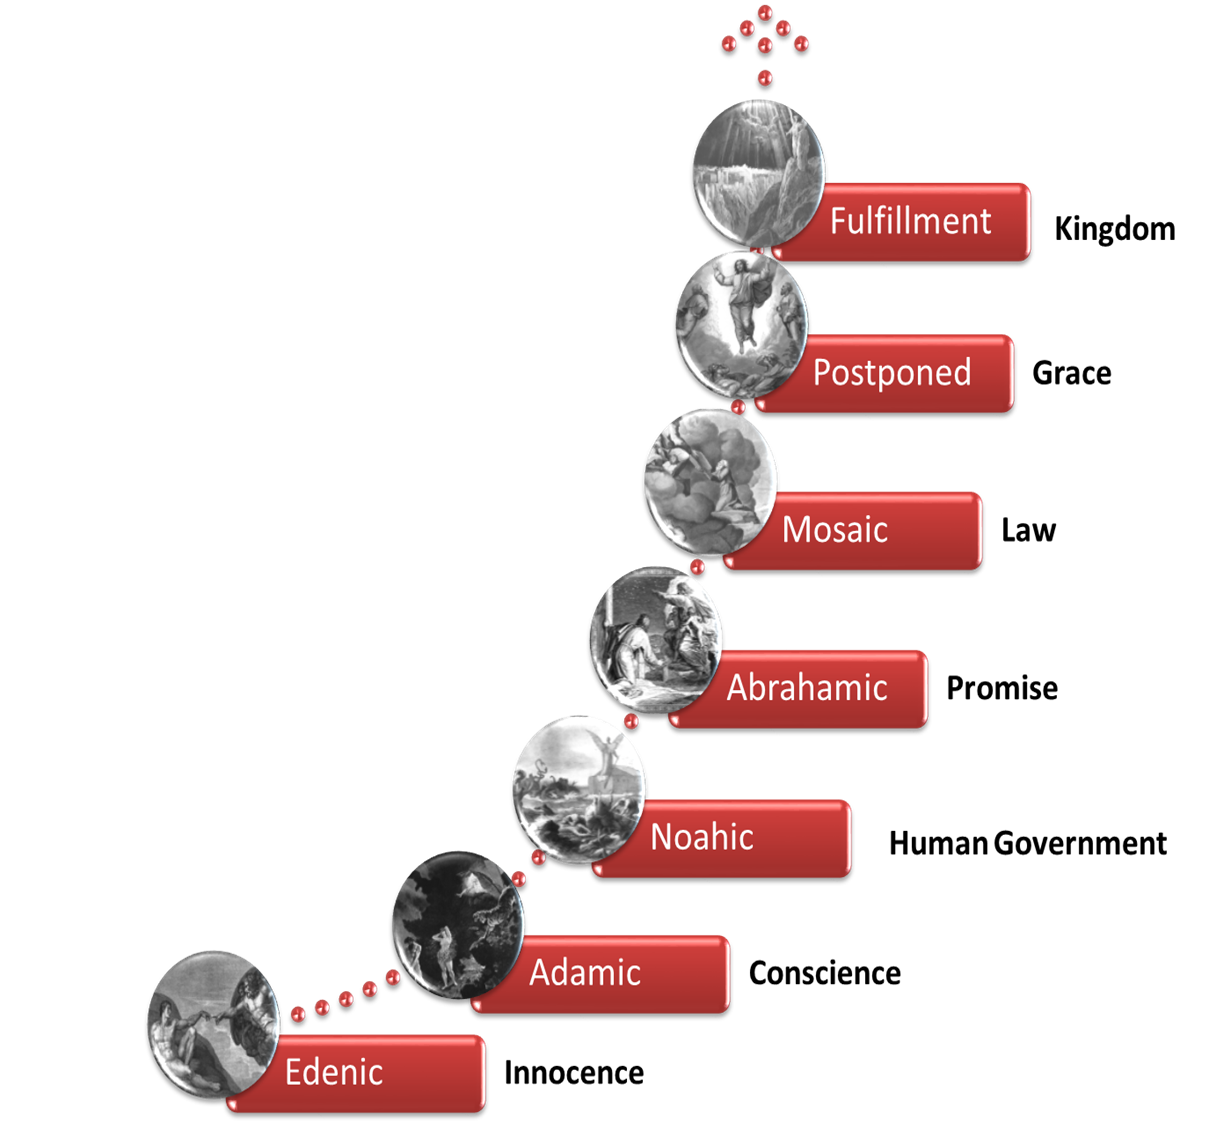 Fulfillment Kingdom
Postponed Grace
Mosaic Law
Abrahamic Promise
Noahic Human Government
Adamic Conscience
Edenic Innocence